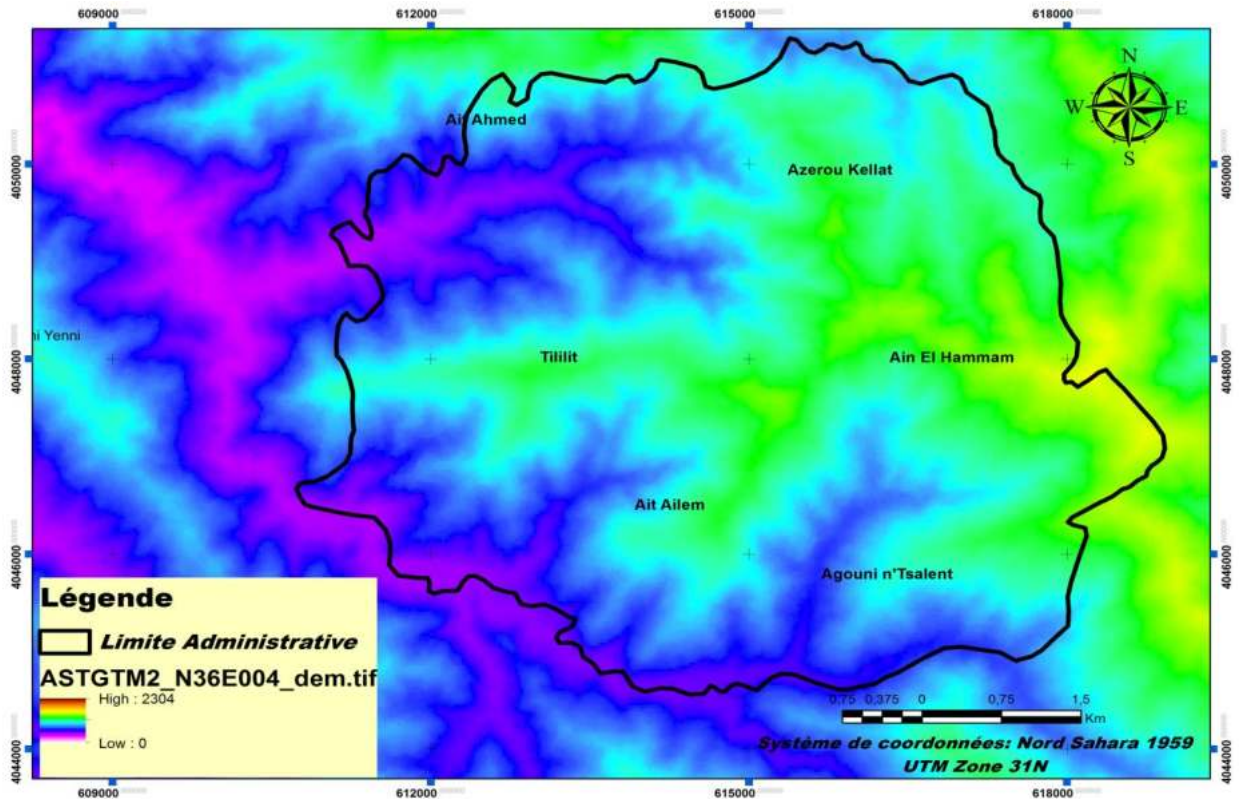 609000 612000 615000 618000
N
W E
S
Ait Ahmed
4050000 4050000
Azerou Kellat
ni Yenni
4048000 4048000
Tililit
Ain El Hammam
Ait Ailem
4046000 4046000
Agouni n'Tsalent
Légende
Limite Administrative
ASTGTM2_N36E004_dem.tif
High : 2304
Low : 0
0,75 0,375 0 0,75 1,5
Km
Système de coordonnées: Nord Sahara 1959
UTM Zone 31N
4044000 4044000
609000 612000 615000 618000